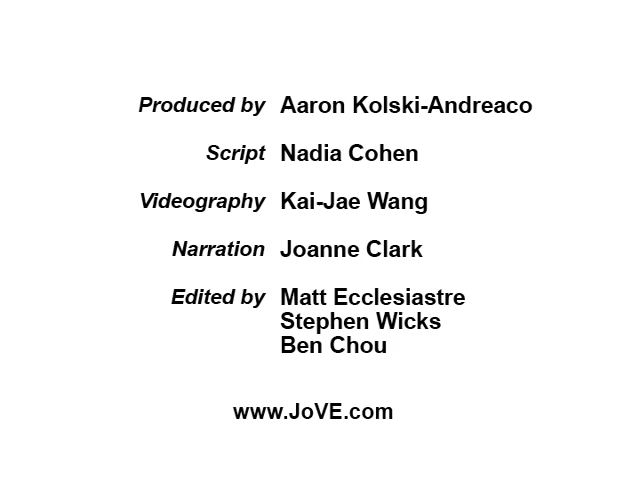 Produced by Aaron Kolski-Andreaco
Script Nadia Cohen
Videography Kai-Jae Wang
Narration Joanne Clark
Edited by Matt Ecclesiastre
Stephen Wicks
Ben Chou
www.JoVE.com